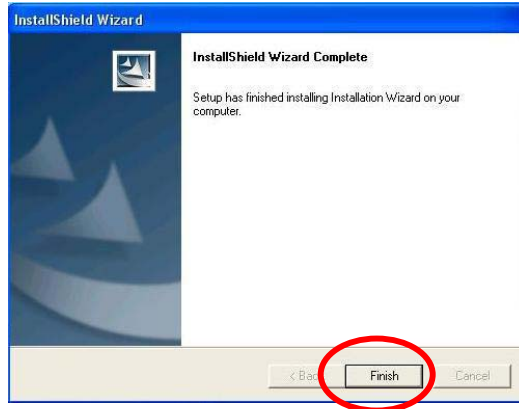 InstallShield Wizard
InstallShield Wizard Complete
Setup has finished installing Installation Wizard on your
computer.
< Back Finish Cancel